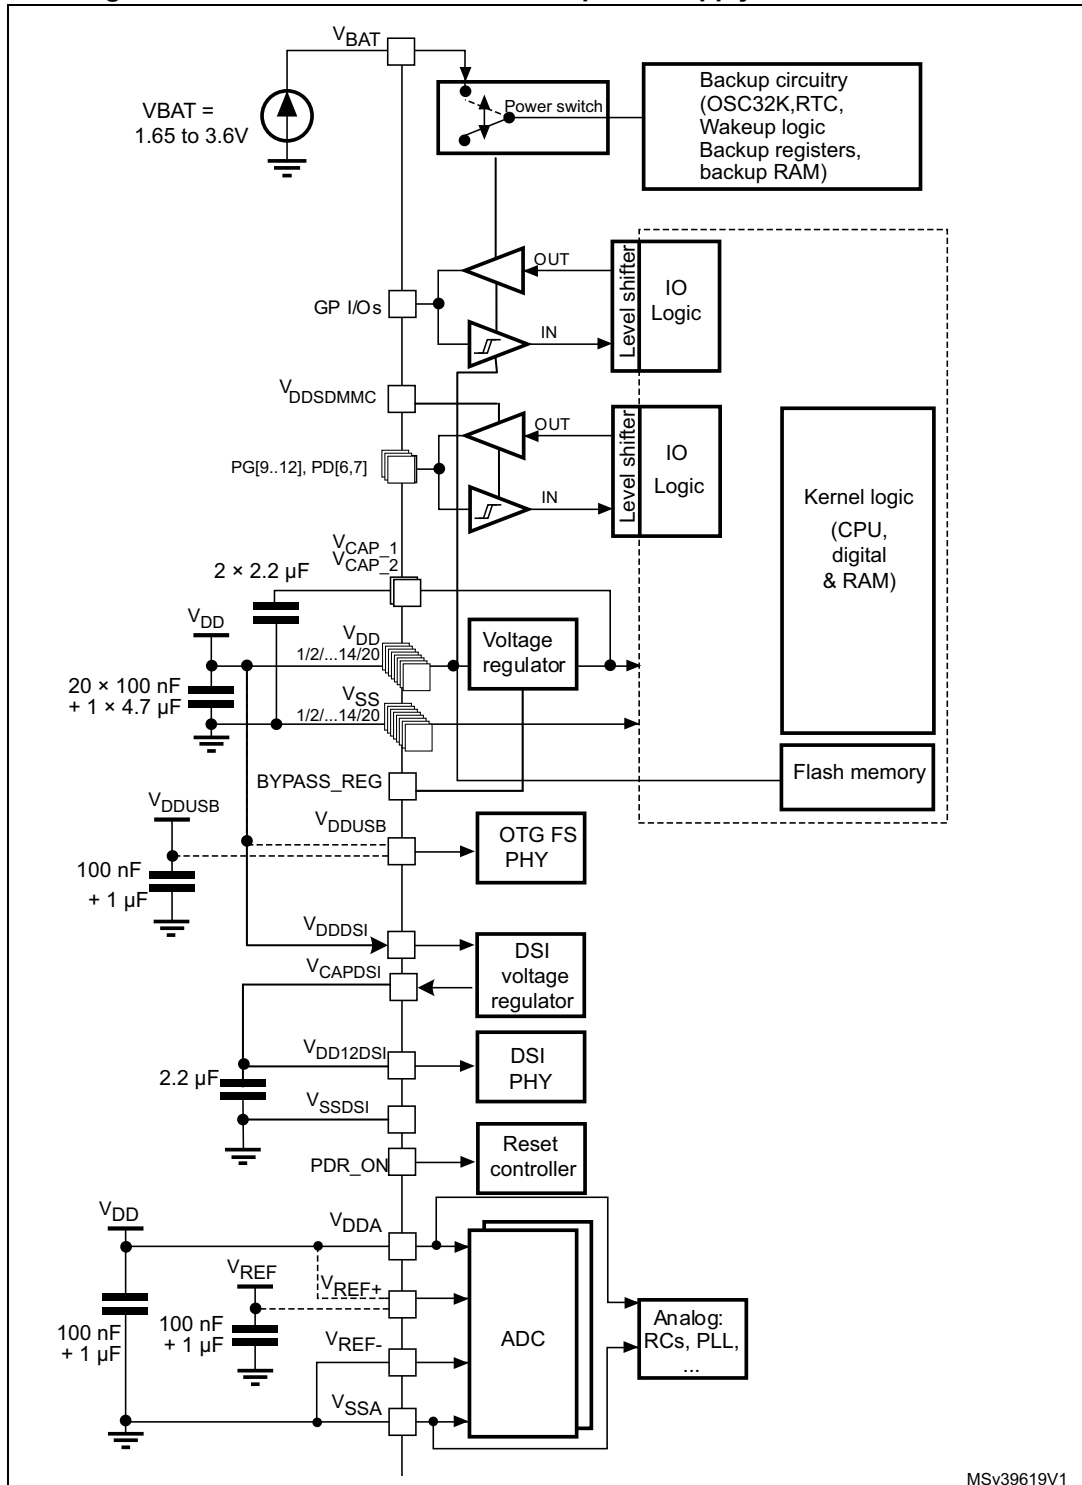 VBAT
VBAT =
1.65 to 3.6V
Power switch
Backup circuitry
(OSC32K,RTC,
Wakeup logic
Backup registers,
backup RAM)
OUT
Level shifter
IO
Logic
GP I/Os
IN
VDDSDMMC
OUT
Level shifter
IO
Logic
PG[9..12], PD[6,7]
IN
Kernel logic
(CPU,
digital
& RAM)
VCAP_1
VCAP_2
2 × 2.2 µF
VDD
VDD
1/2/...14/20
Voltage
regulator
20 × 100 nF
+ 1 × 4.7 µF
VSS
1/2/...14/20
BYPASS_REG
Flash memory
VDDUSB
VDDUSB
OTG FS
PHY
100 nF
+ 1 µF
VDDDSI
DSI
voltage
regulator
VCAPDSI
VDD12DSI
DSI
PHY
2.2 µF
VSSDSI
PDR_ON
Reset
controller
VDD
VDDA
VREF
VREF+
100 nF
+ 1 µF
100 nF
+ 1 µF
VREF-
ADC
Analog:
RCs, PLL,
...
VSSA
MSv39619V1